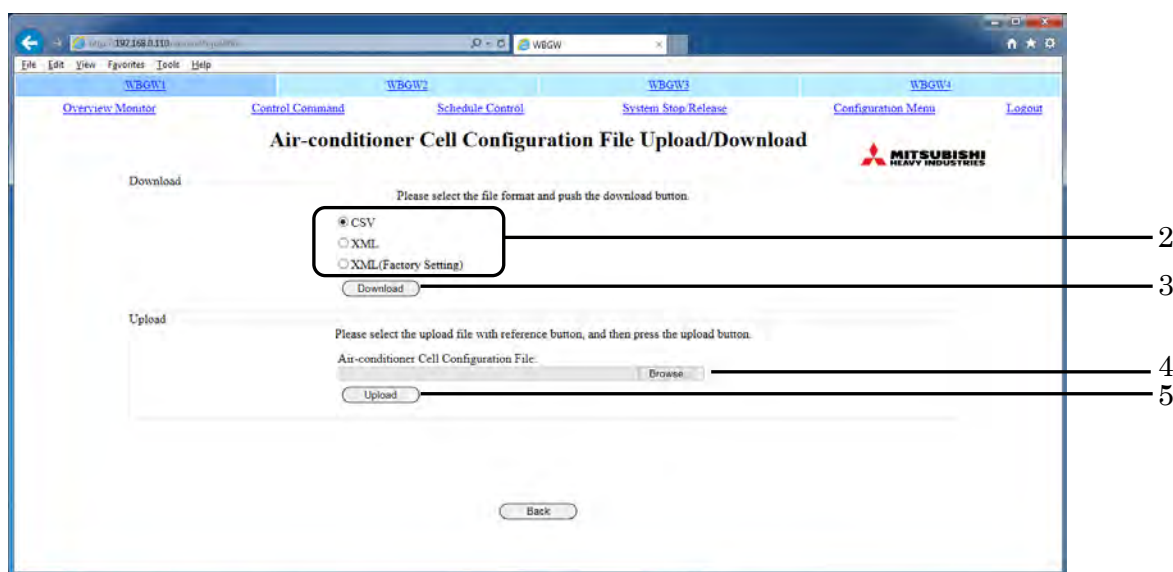 192.168.0.110
WBGW
File Edit View Favorites Tools Help
WBGW1 WBGW2 WBGW3 WBGW4
Overview Monitor Control Command Schedule Control System Stop/Release Configuration Menu Logout
Air-conditioner Cell Configuration File Upload/Download
MITSUBISHI
HEAVY INDUSTRIES
Download
Please select the file format and push the download button.
CSV
XML
2
XML(Factory Setting)
Download
3
Upload
Please select the upload file with reference button, and then press the upload button.
Air-conditioner Cell Configuration File:
Browse...
4
Upload
5
Back